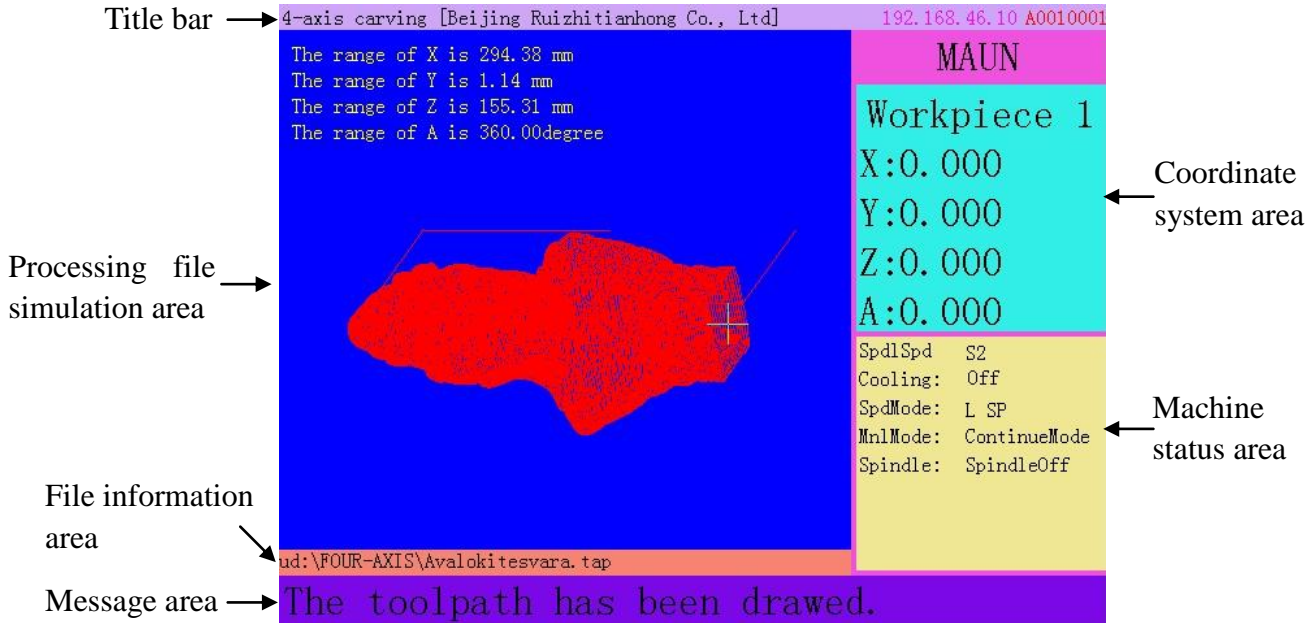 Title bar
4-axis carving [Beijing Ruizhitianhong Co., Ltd]
192.168.46.10 A0010001
The range of X is 294.38 mm
The range of Y is 1.14 mm
The range of Z is 155.31 mm
The range of A is 360.00degree
MAUN
Workpiece 1
X:0.000
Y:0.000
Z:0.000
A:0.000
Coordinate
system area
Processing file
simulation area
SpdlSpd S2
Cooling: Off
SpdMode: L SP
MnlMode: ContinueMode
Spindle: SpindleOff
Machine
status area
File information
area
ud:\FOUR-AXIS\Avalokitesvara.tap
Message area
The toolpath has been drawed.